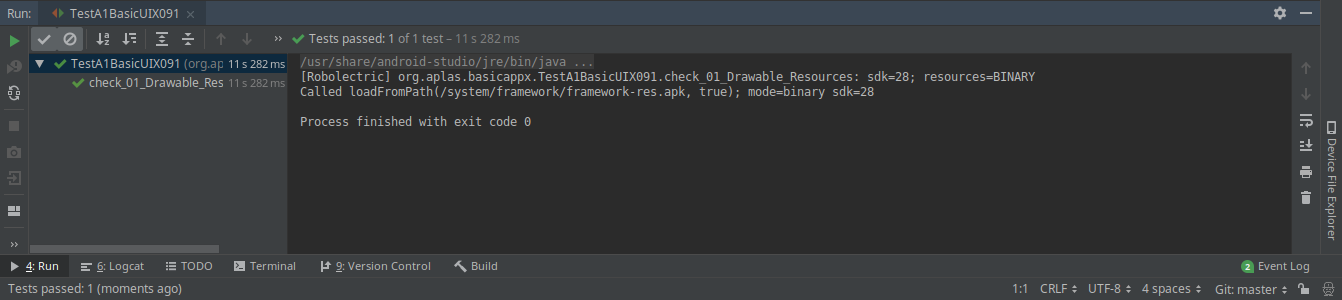 Run: TestA1BasicUIX091
Tests passed: 1 of 1 test – 11 s 282 ms
TestA1BasicUIX091 (org.ap 11 s 282 ms
check_01_Drawable_Res 11 s 282 ms
/usr/share/android-studio/jre/bin/java ...
[Robolectric] org.aplas.basicappx.TestA1BasicUIX091.check_01_Drawable_Resources: sdk=28; resources=BINARY
Called loadFromPath(/system/framework/framework-res.apk, true); mode=binary sdk=28
Process finished with exit code 0
Device File Explorer
4: Run 6: Logcat TODO Terminal 9: Version Control Build 2 Event Log
Tests passed: 1 (moments ago) 1:1 CRLF UTF-8 4 spaces Git: master